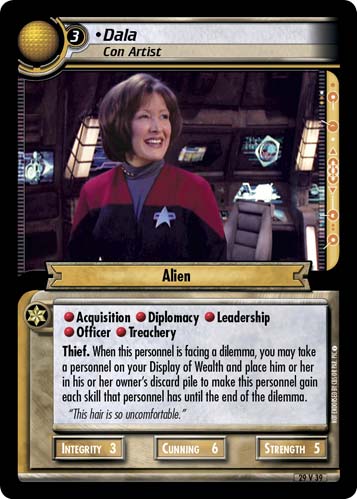 3
•Dala
Con Artist
Alien
Acquisition Diplomacy Leadership
Officer Treachery
Thief. When this personnel is facing a dilemma, you may take
a personnel on your Display of Wealth and place him or her
in his or her owner's discard pile to make this personnel gain
each skill that personnel has until the end of the dilemma.
"This hair is so uncomfortable."
INTEGRITY 3 CUNNING 6 STRENGTH 5
29 V 39